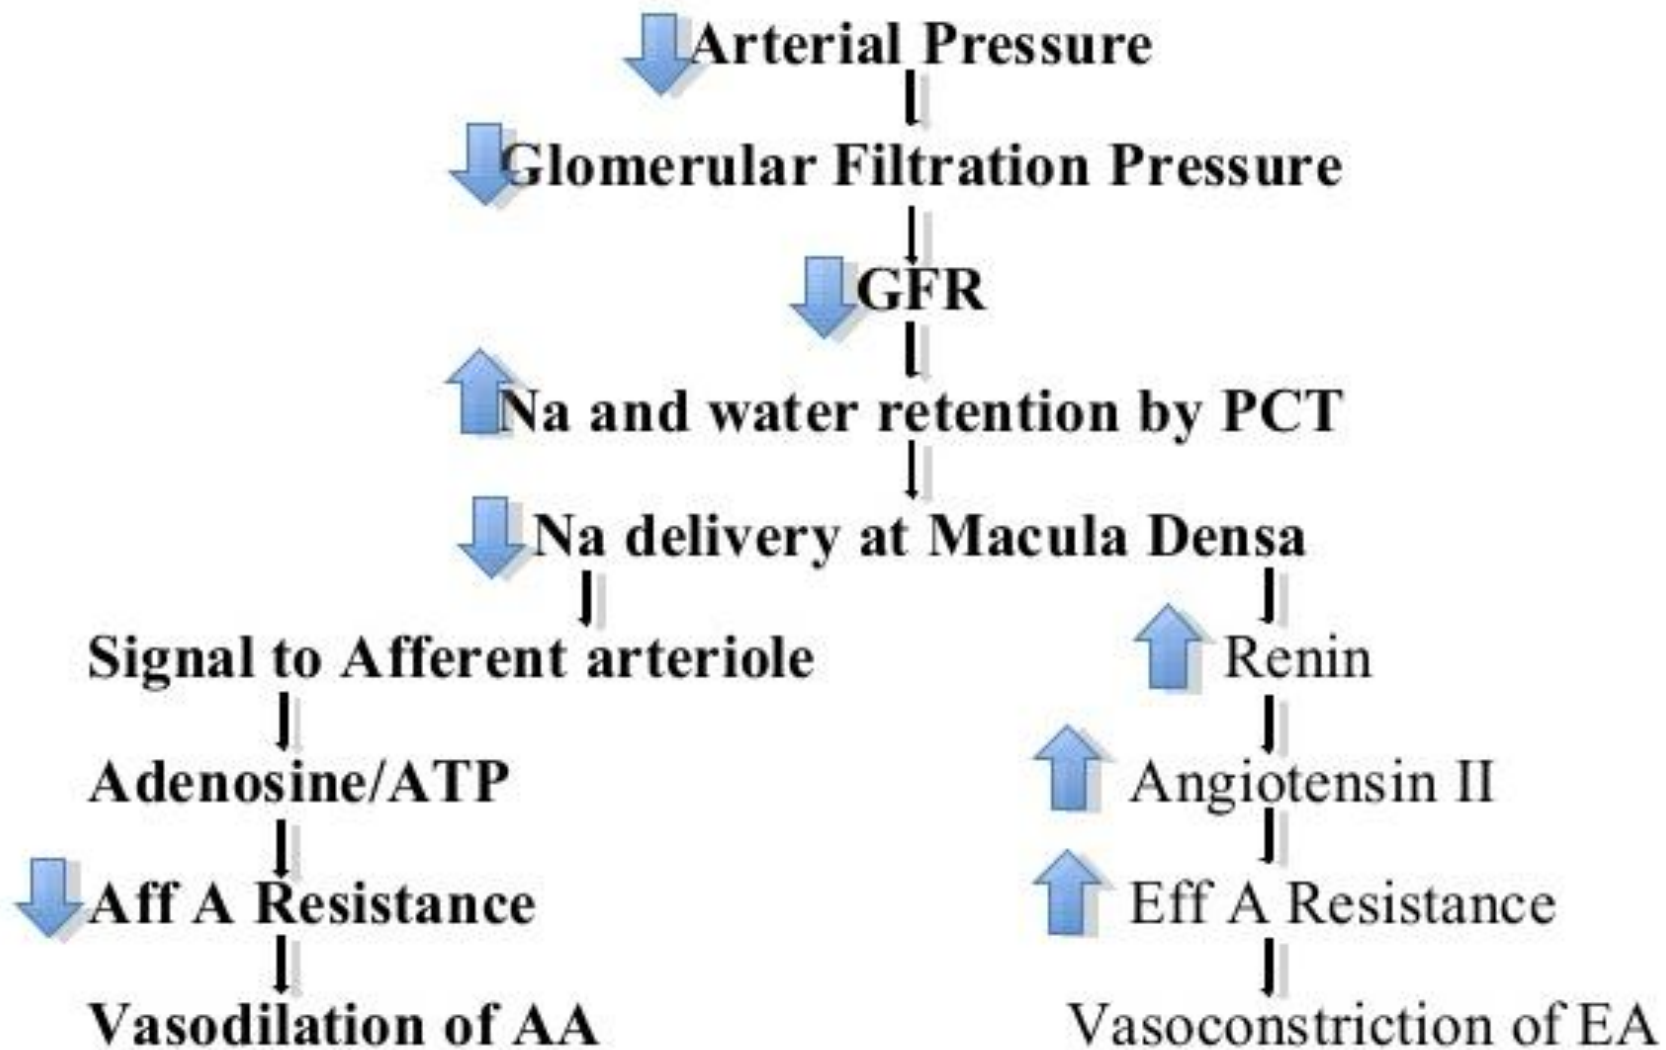 Arterial Pressure
Glomerular Filtration Pressure
GFR
Na and water retention by PCT
Na delivery at Macula Densa
Signal to Afferent arteriole
Renin
Adenosine/ATP
Angiotensin II
Aff A Resistance
Eff A Resistance
Vasodilation of AA
Vasoconstriction of EA